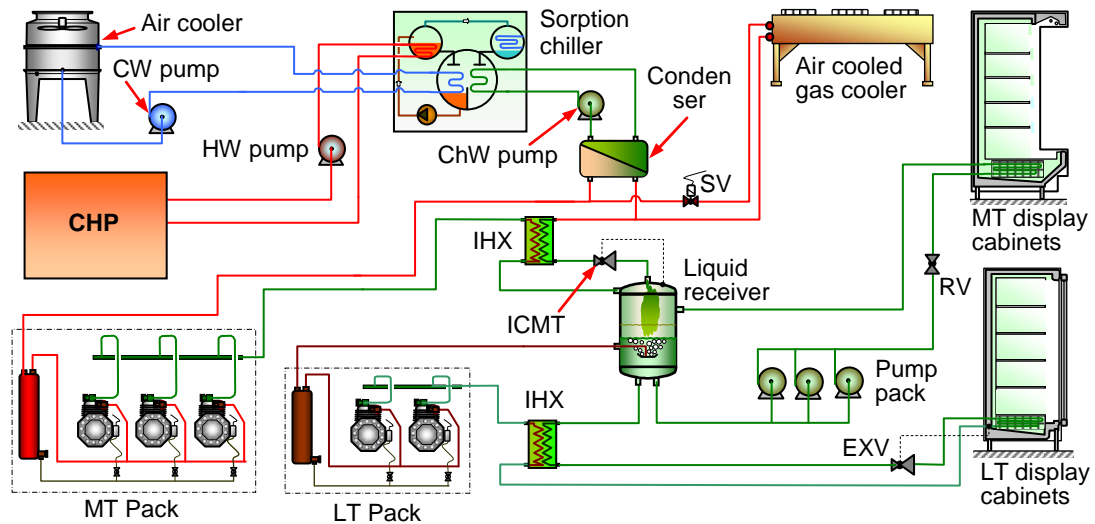 Air cooler
CW pump
Sorption
chiller
Conden
ser
Air cooled
gas cooler
HW pump
ChW pump
SV
CHP
MT display
cabinets
IHX
Liquid
receiver
RV
ICMT
IHX
Pump
pack
EXV
MT Pack
LT Pack
LT display
cabinets